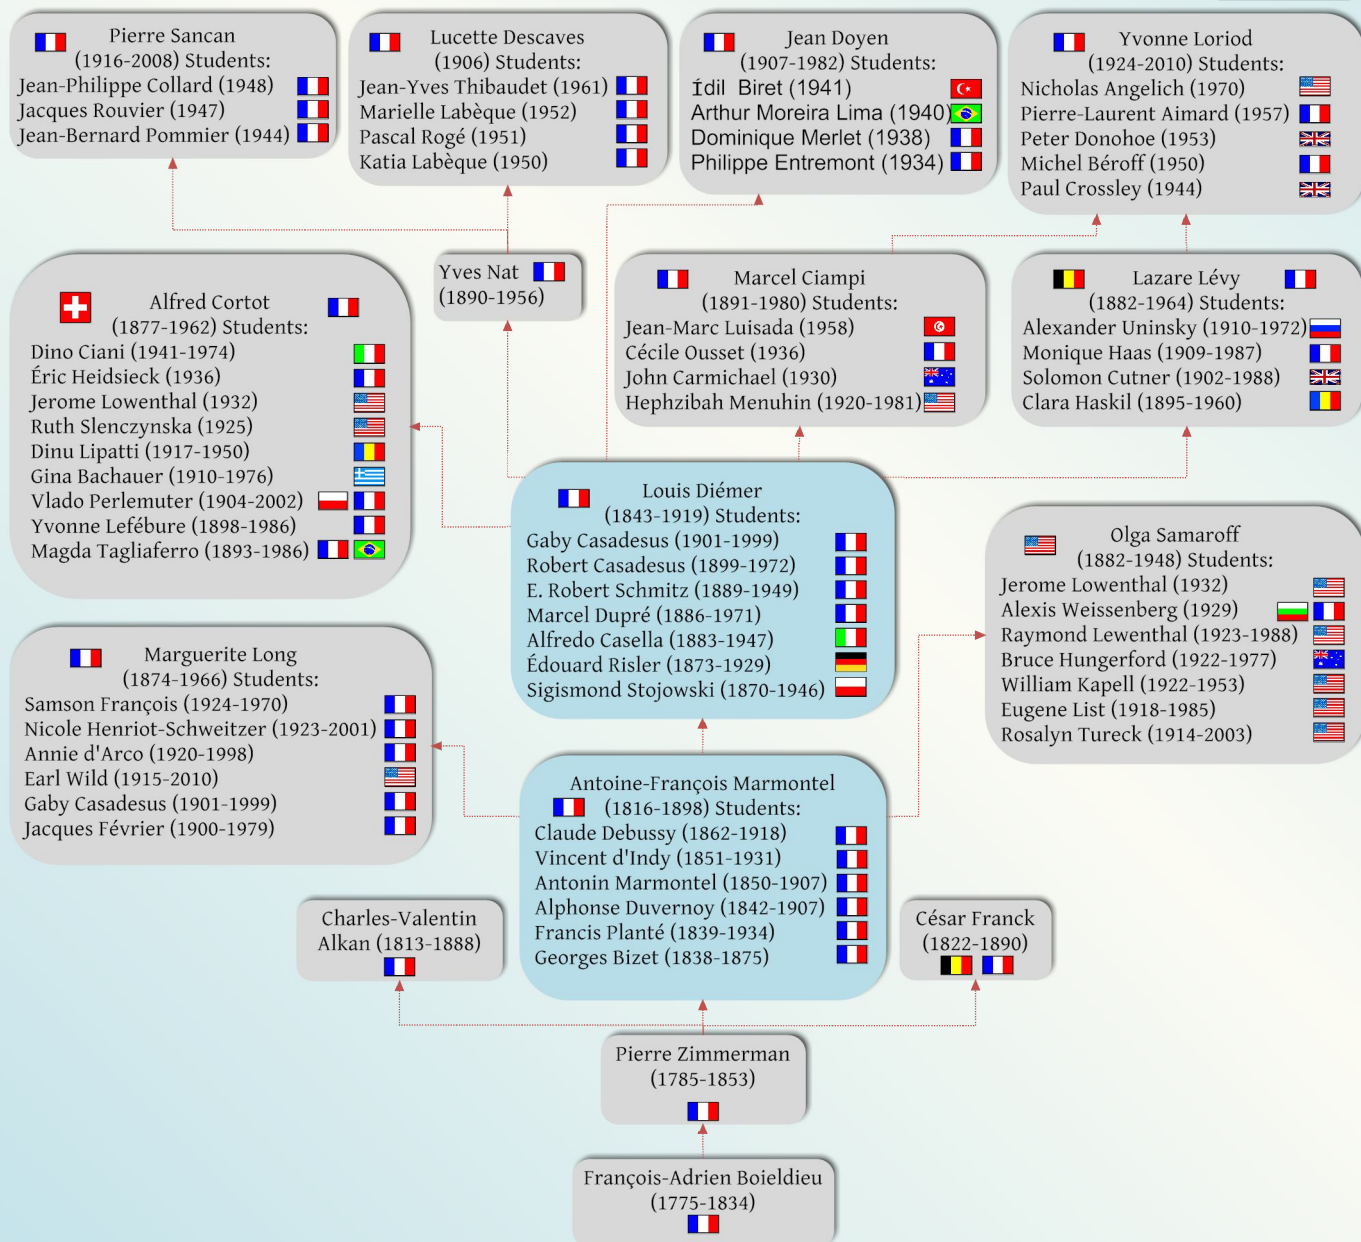 Pierre Sancan
(1916-2008) Students:
Jean-Philippe Collard (1948)
Jacques Rouvier (1947)
Jean-Bernard Pommier (1944)
Lucette Descaves
(1906) Students:
Jean-Yves Thibaudet (1961)
Marielle Labèque (1952)
Pascal Rogé (1951)
Katia Labèque (1950)
Jean Doyen
(1907-1982) Students:
Ídil Biret (1941)
Arthur Moreira Lima (1940)
Dominique Merlet (1938)
Philippe Entremont (1934)
Yvonne Loriod
(1924-2010) Students:
Nicholas Angelich (1970)
Pierre-Laurent Aimard (1957)
Peter Donohoe (1953)
Michel Béroff (1950)
Paul Crossley (1944)
Alfred Cortot
(1877-1962) Students:
Dino Ciani (1941-1974)
Éric Heidsieck (1936)
Jerome Lowenthal (1932)
Ruth Slenczynska (1925)
Dinu Lipatti (1917-1950)
Gina Bachauer (1910-1976)
Vlado Perlemuter (1904-2002)
Yvonne Lefébure (1898-1986)
Magda Tagliaferro (1893-1986)
Yves Nat
(1890-1956)
Marcel Ciampi
(1891-1980) Students:
Jean-Marc Luisada (1958)
Cécile Ousset (1936)
John Carmichael (1930)
Hephzibah Menuhin (1920-1981)
Lazare Lévy
(1882-1964) Students:
Alexander Uninsky (1910-1972)
Monique Haas (1909-1987)
Solomon Cutner (1902-1988)
Clara Haskil (1895-1960)
Louis Diémer
(1843-1919) Students:
Gaby Casadesus (1901-1999)
Robert Casadesus (1899-1972)
E. Robert Schmitz (1889-1949)
Marcel Dupré (1886-1971)
Alfredo Casella (1883-1947)
Édouard Risler (1873-1929)
Sigismond Stojowski (1870-1946)
Olga Samaroff
(1882-1948) Students:
Jerome Lowenthal (1932)
Alexis Weissenberg (1929)
Raymond Lewenthal (1923-1988)
Bruce Hungerford (1922-1977)
William Kapell (1922-1953)
Eugene List (1918-1985)
Rosalyn Tureck (1914-2003)
Marguerite Long
(1874-1966) Students:
Samson François (1924-1970)
Nicole Henriot-Schweitzer (1923-2001)
Annie d'Arco (1920-1998)
Earl Wild (1915-2010)
Gaby Casadesus (1901-1999)
Jacques Février (1900-1979)
Antoine-François Marmontel
(1816-1898) Students:
Claude Debussy (1862-1918)
Vincent d'Indy (1851-1931)
Antonin Marmontel (1850-1907)
Alphonse Duvernoy (1842-1907)
Francis Planté (1839-1934)
Georges Bizet (1838-1875)
Charles-Valentin
Alkan (1813-1888)
César Franck
(1822-1890)
Pierre Zimmerman
(1785-1853)
François-Adrien Boieldieu
(1775-1834)